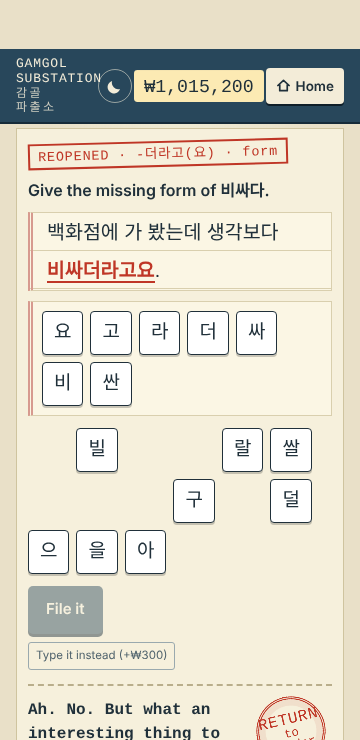 GAMGOL
SUBSTATION
감골
파출소
₩1,015,200
Home
REOPENED · -더라고(요) · form
Give the missing form of 비싸다.
백화점에 가 봤는데 생각보다
비싸더라고요.
요 고 라 더 싸
비 싼
빌 랄 쌀
구 덜
으 을 아
File it
Type it instead (+₩300)
Ah. No. But what an
interesting thing to
RETURN
to